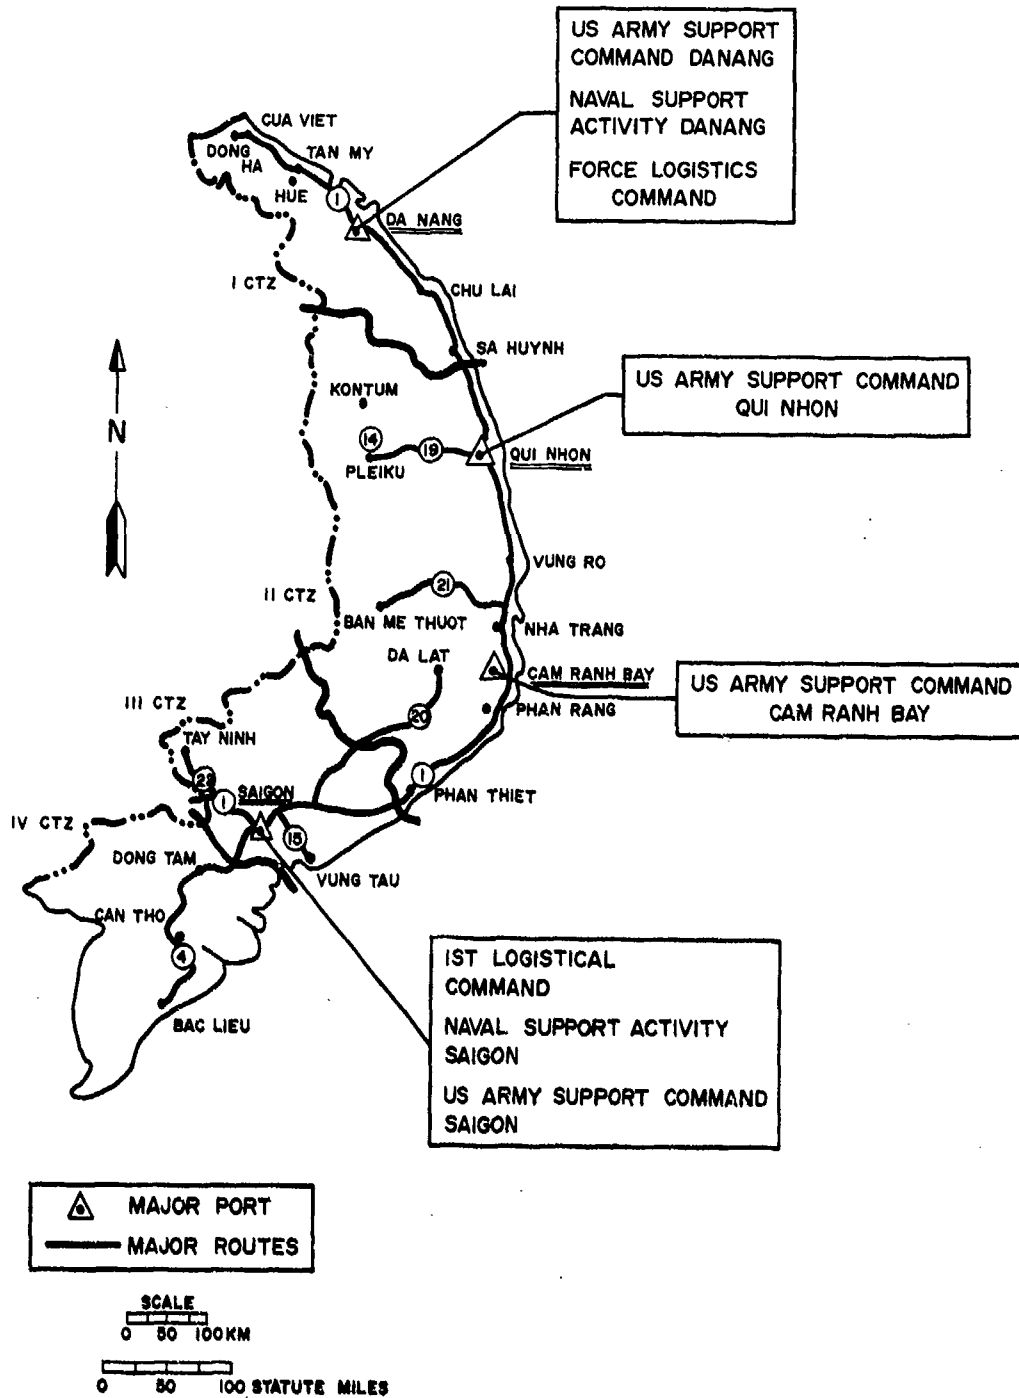 US ARMY SUPPORT
COMMAND DANANG
NAVAL SUPPORT
ACTIVITY DANANG
FORCE LOGISTICS
COMMAND
CUA VIET
DONG
HA
TAN MY
HUE
1
DA NANG
I CTZ
CHU LAI
SA HUYNH
US ARMY SUPPORT COMMAND
QUI NHON
KONTUM
N
14
19
PLEIKU
QUI NHON
VUNG RO
21
II CTZ
BAN ME THUOT
NHA TRANG
DA LAT
CAM RANH BAY
US ARMY SUPPORT COMMAND
CAM RANH BAY
III CTZ
PHAN RANG
20
TAY NINH
22
1
SAIGON
1
PHAN THIET
IV CTZ
15
DONG TAM
VUNG TAU
CAN THO
4
BAC LIEU
1ST LOGISTICAL
COMMAND
NAVAL SUPPORT ACTIVITY
SAIGON
US ARMY SUPPORT COMMAND
SAIGON
MAJOR PORT
MAJOR ROUTES
SCALE
0 50 100 KM
0 50 100 STATUTE MILES